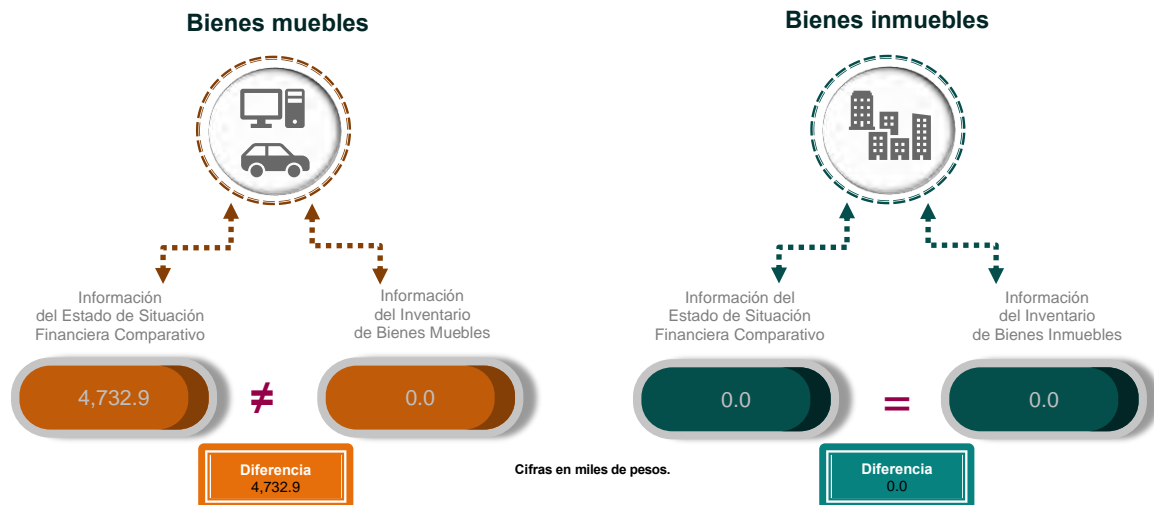 Bienes muebles
Información
del Estado de Situación
Financiera Comparativo
Información
del Inventario
de Bienes Muebles
4,732.9
≠
0.0
Diferencia
4,732.9
Cifras en miles de pesos.
Bienes inmuebles
Información del
Estado de Situación
Financiera Comparativo
Información
del Inventario
de Bienes Inmuebles
0.0
=
0.0
Diferencia
0.0